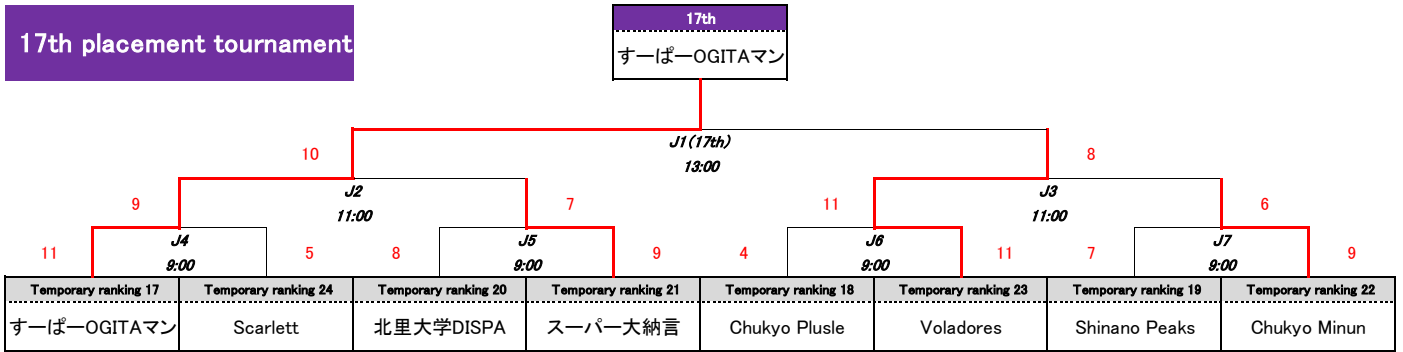 17th placement tournament
17th
すーぱーOGITAマン
J1(17th)
13:00
10
8
J2
11:00
J3
11:00
9
7
11
6
J4
9:00
J5
9:00
J6
9:00
J7
9:00
11
5
8
9
4
11
7
9
Temporary ranking 17
Temporary ranking 24
Temporary ranking 20
Temporary ranking 21
Temporary ranking 18
Temporary ranking 23
Temporary ranking 19
Temporary ranking 22
すーぱーOGITAマン
Scarlett
北里大学DISPA
スーパー大納言
Chukyo Plusle
Voladores
Shinano Peaks
Chukyo Minun